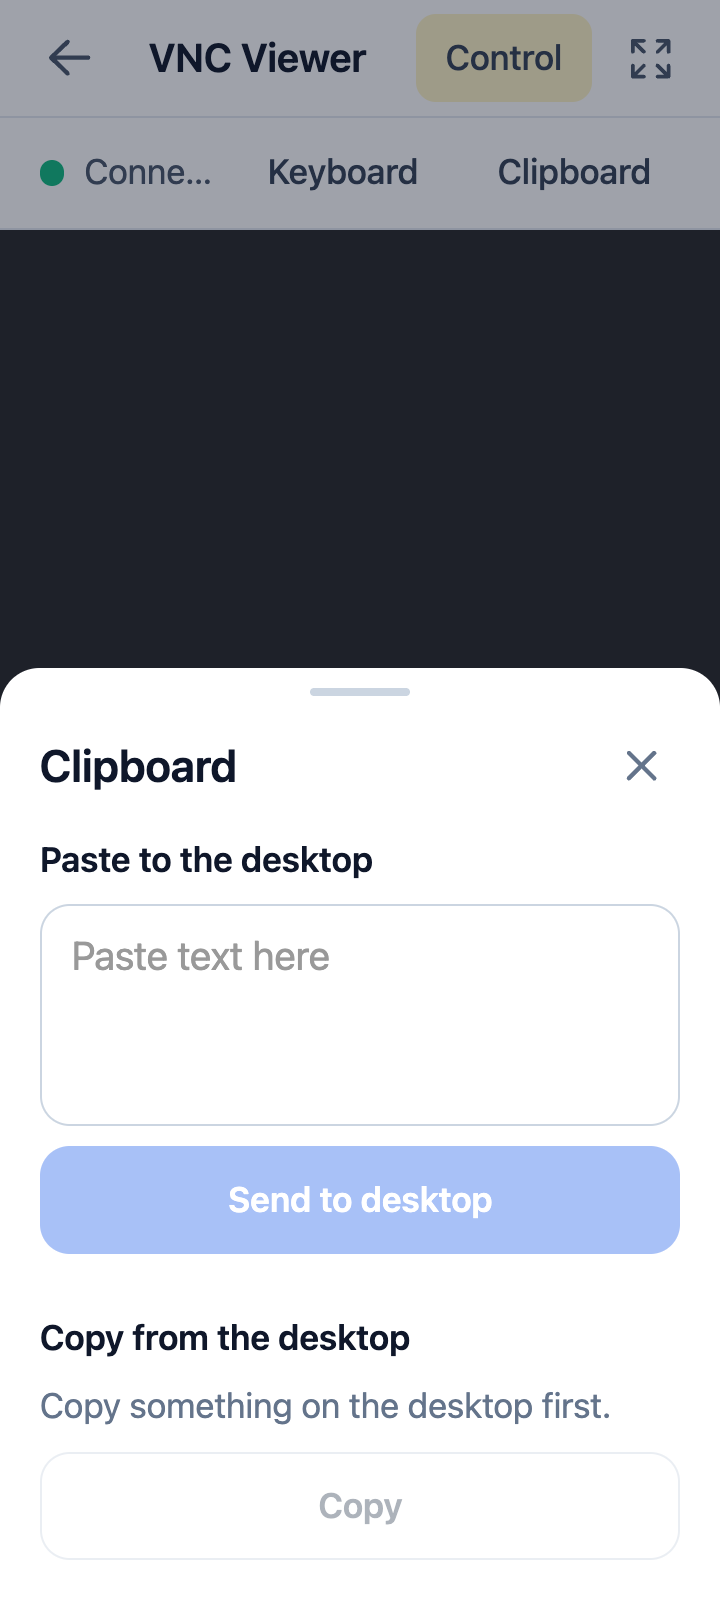 VNC Viewer Control
Conne... Keyboard Clipboard
Clipboard
Paste to the desktop
Paste text here
Send to desktop
Copy from the desktop
Copy something on the desktop first.
Copy